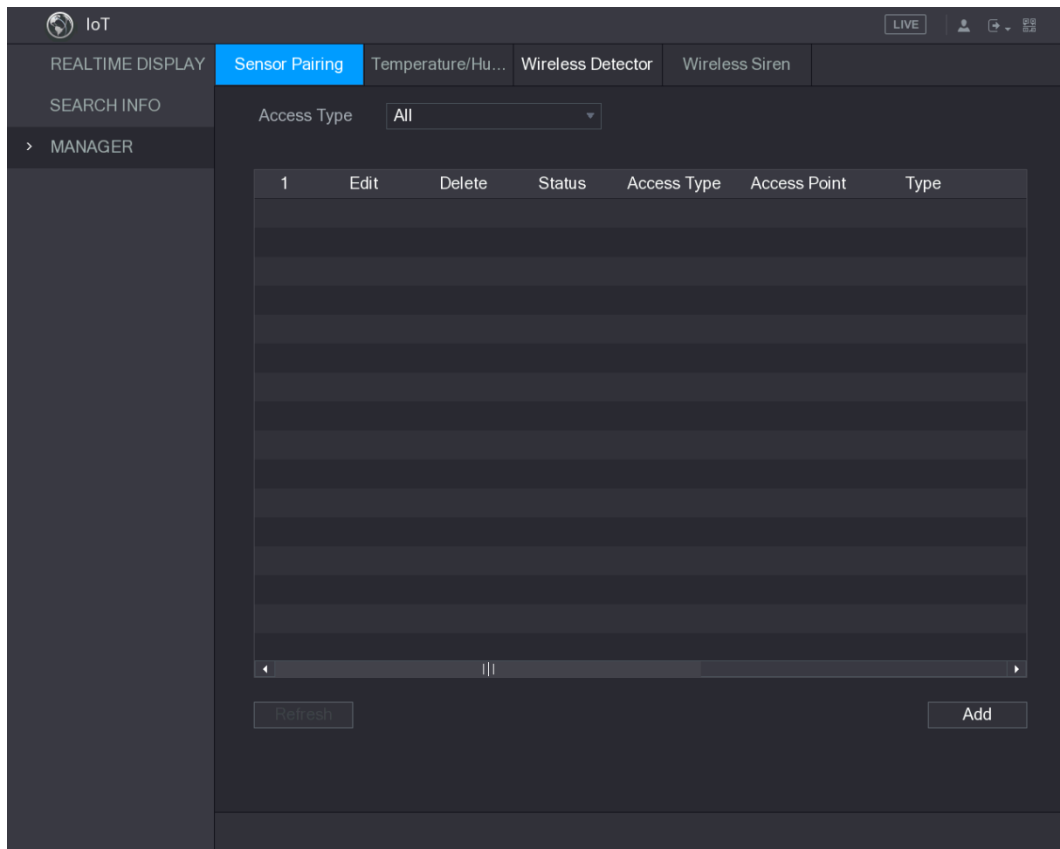 IoT
LIVE
REALTIME DISPLAY
SEARCH INFO
MANAGER
Sensor Pairing
Temperature/Hu...
Wireless Detector
Wireless Siren
Access Type
All
1 Edit Delete Status Access Type Access Point Type
Refresh
Add